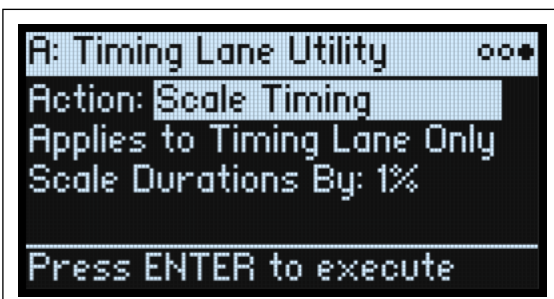 A: Timing Lane Utility
Action: Scale Timing
Applies to Timing Lane Only
Scale Durations By: 1%
Press ENTER to execute